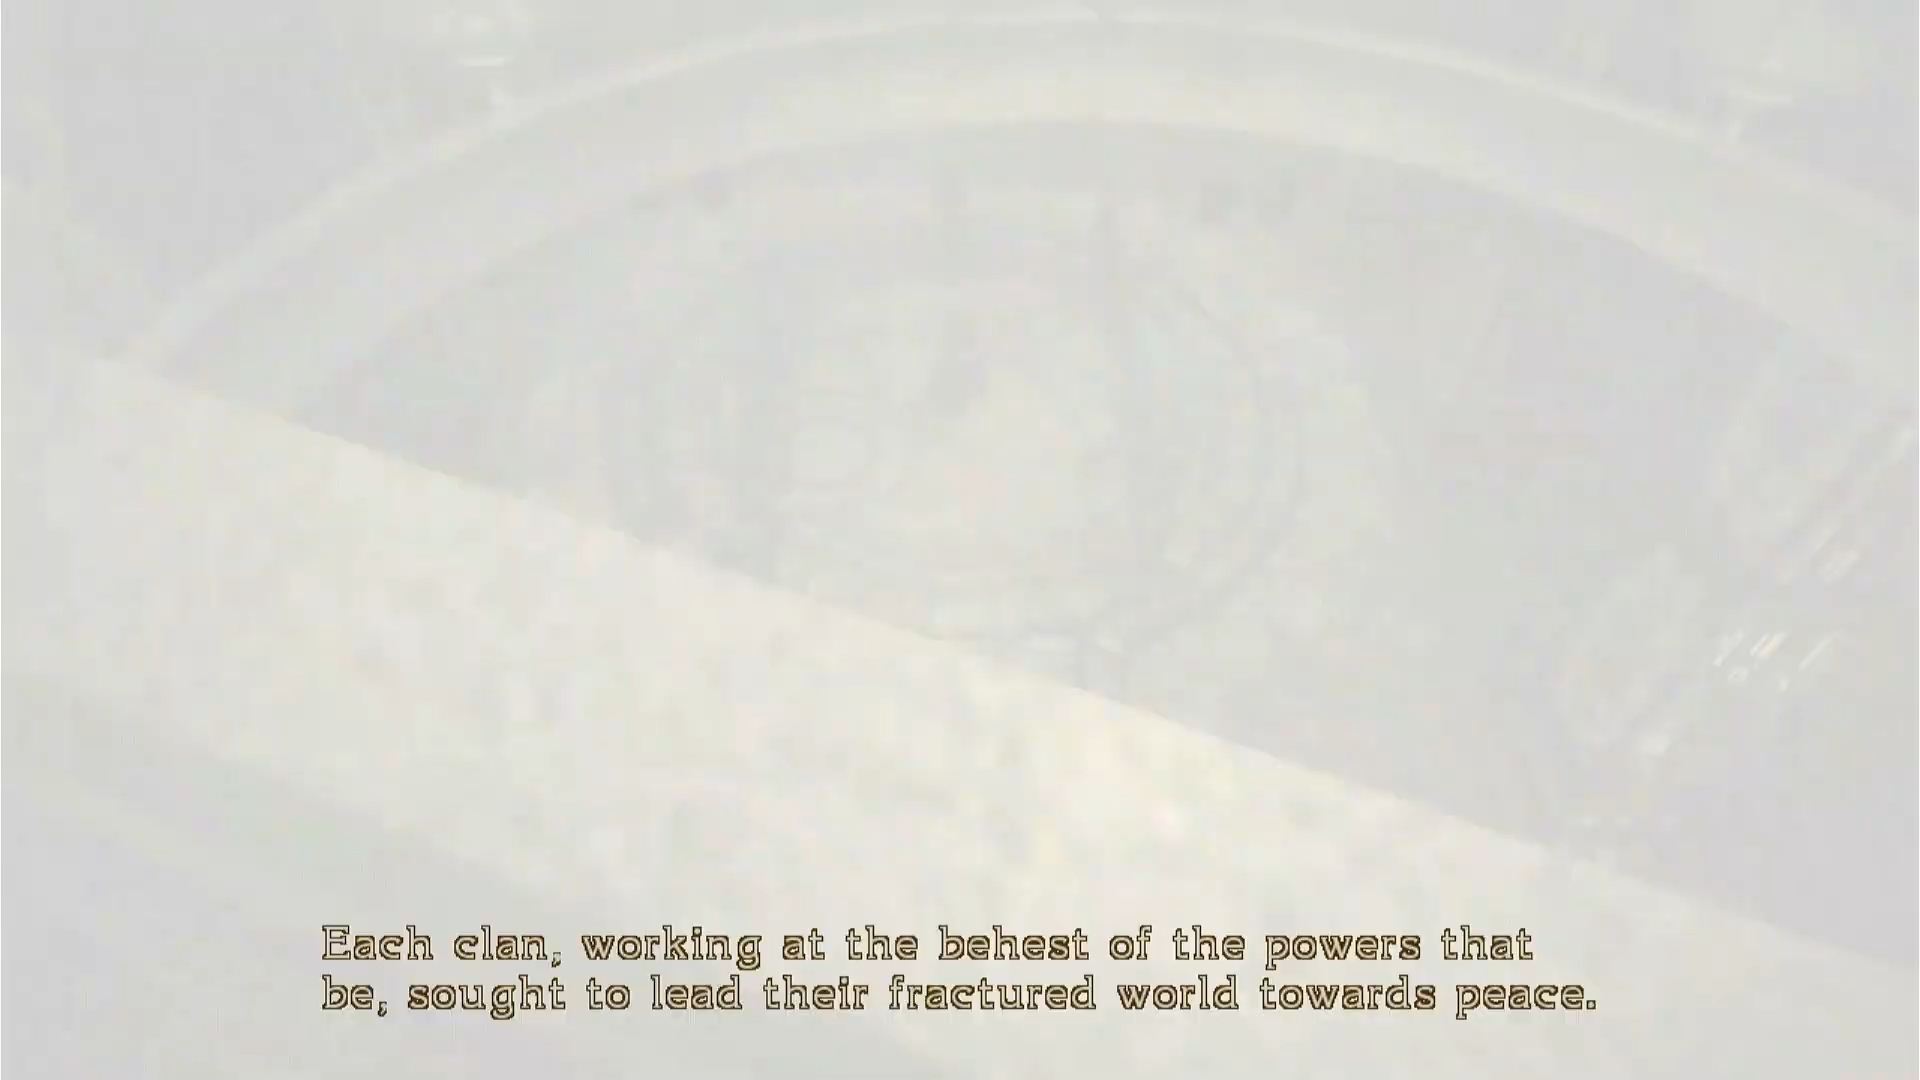 Each clan, working at the behest of the powers that
be, sought to lead their fractured world towards peace.